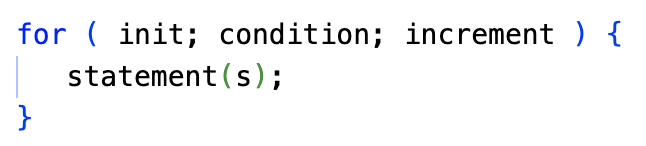 for ( init; condition; increment ) {
   statement(s);
}